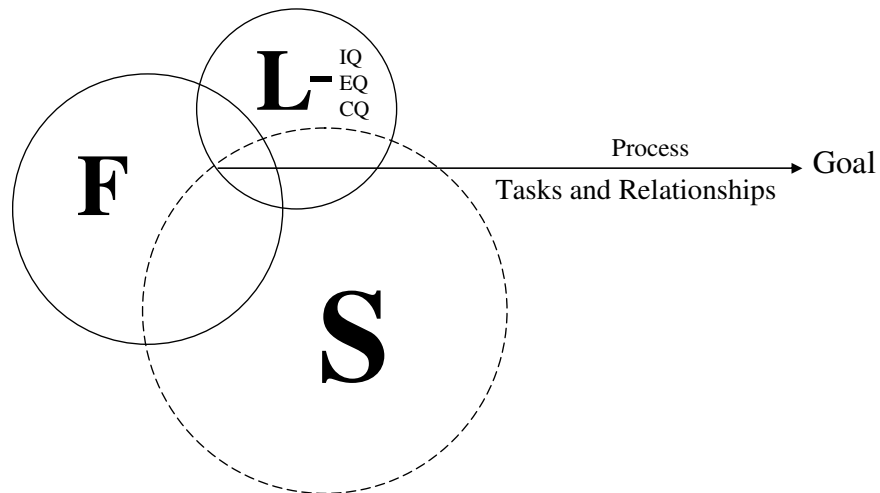 L-
IQ
EQ
CQ
F
Process
Goal
Tasks and Relationships
S